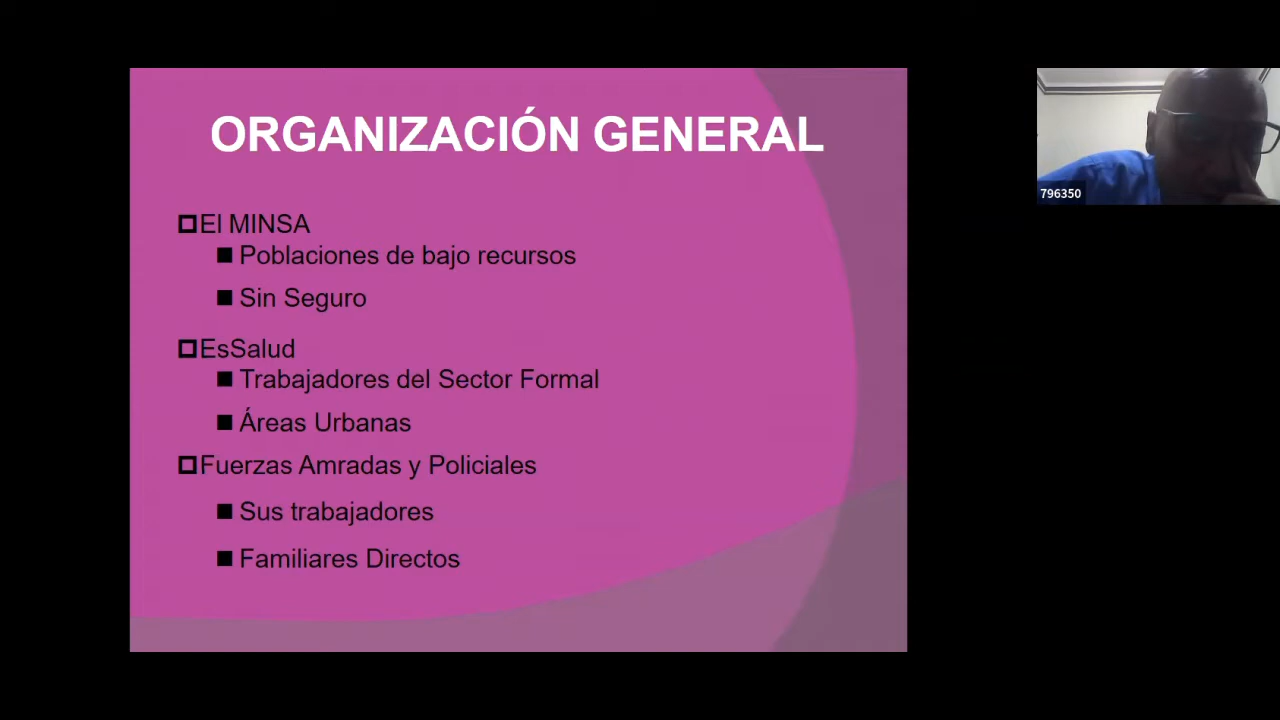 ORGANIZACIÓN GENERAL
El MINSA
Poblaciones de bajo recursos
Sin Seguro
EsSalud
Trabajadores del Sector Formal
Áreas Urbanas
Fuerzas Amradas y Policiales
Sus trabajadores
Familiares Directos
796350